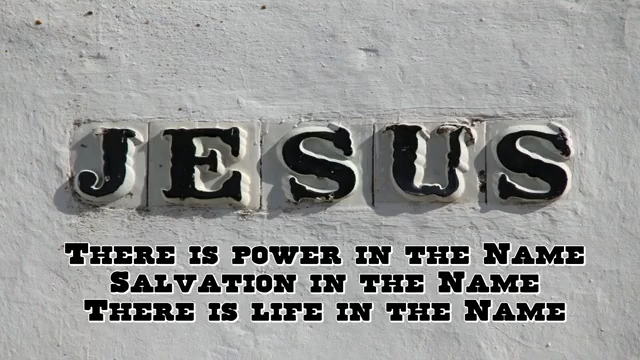 JESUS
There is power in the Name
Salvation in the Name
There is life in the Name